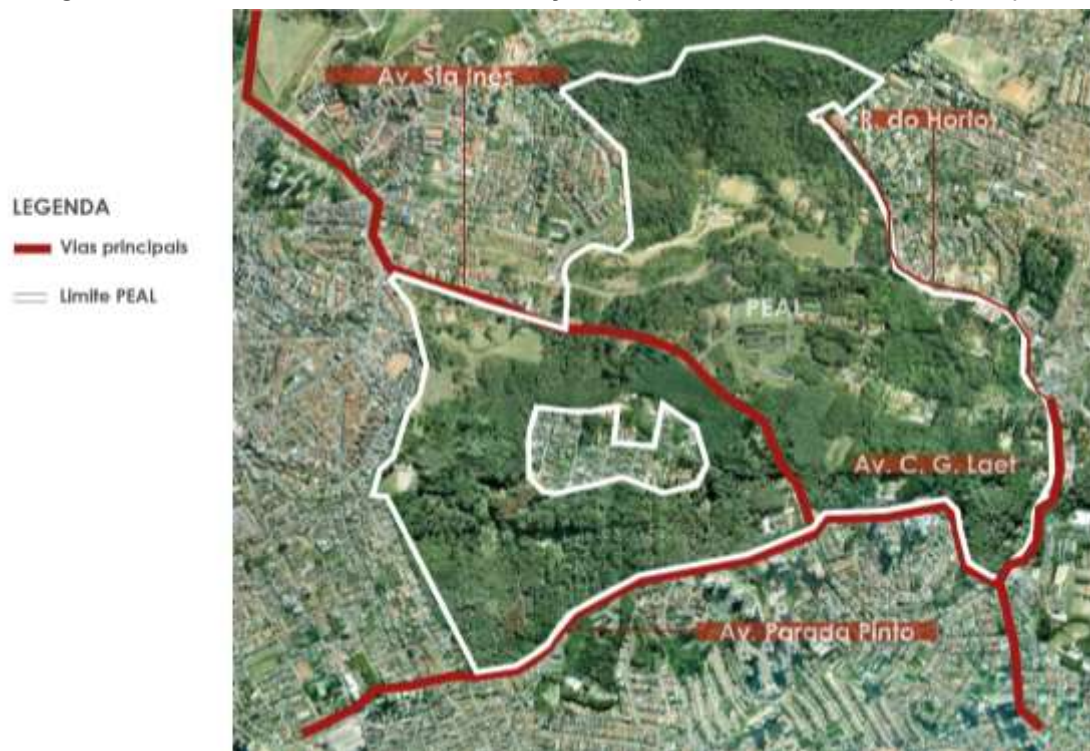 Av. Sta Inês
R. do Horto
LEGENDA
Vias principais
Limite PEAL
PEAL
Av. C. G. Laet
Av. Parada Pinto